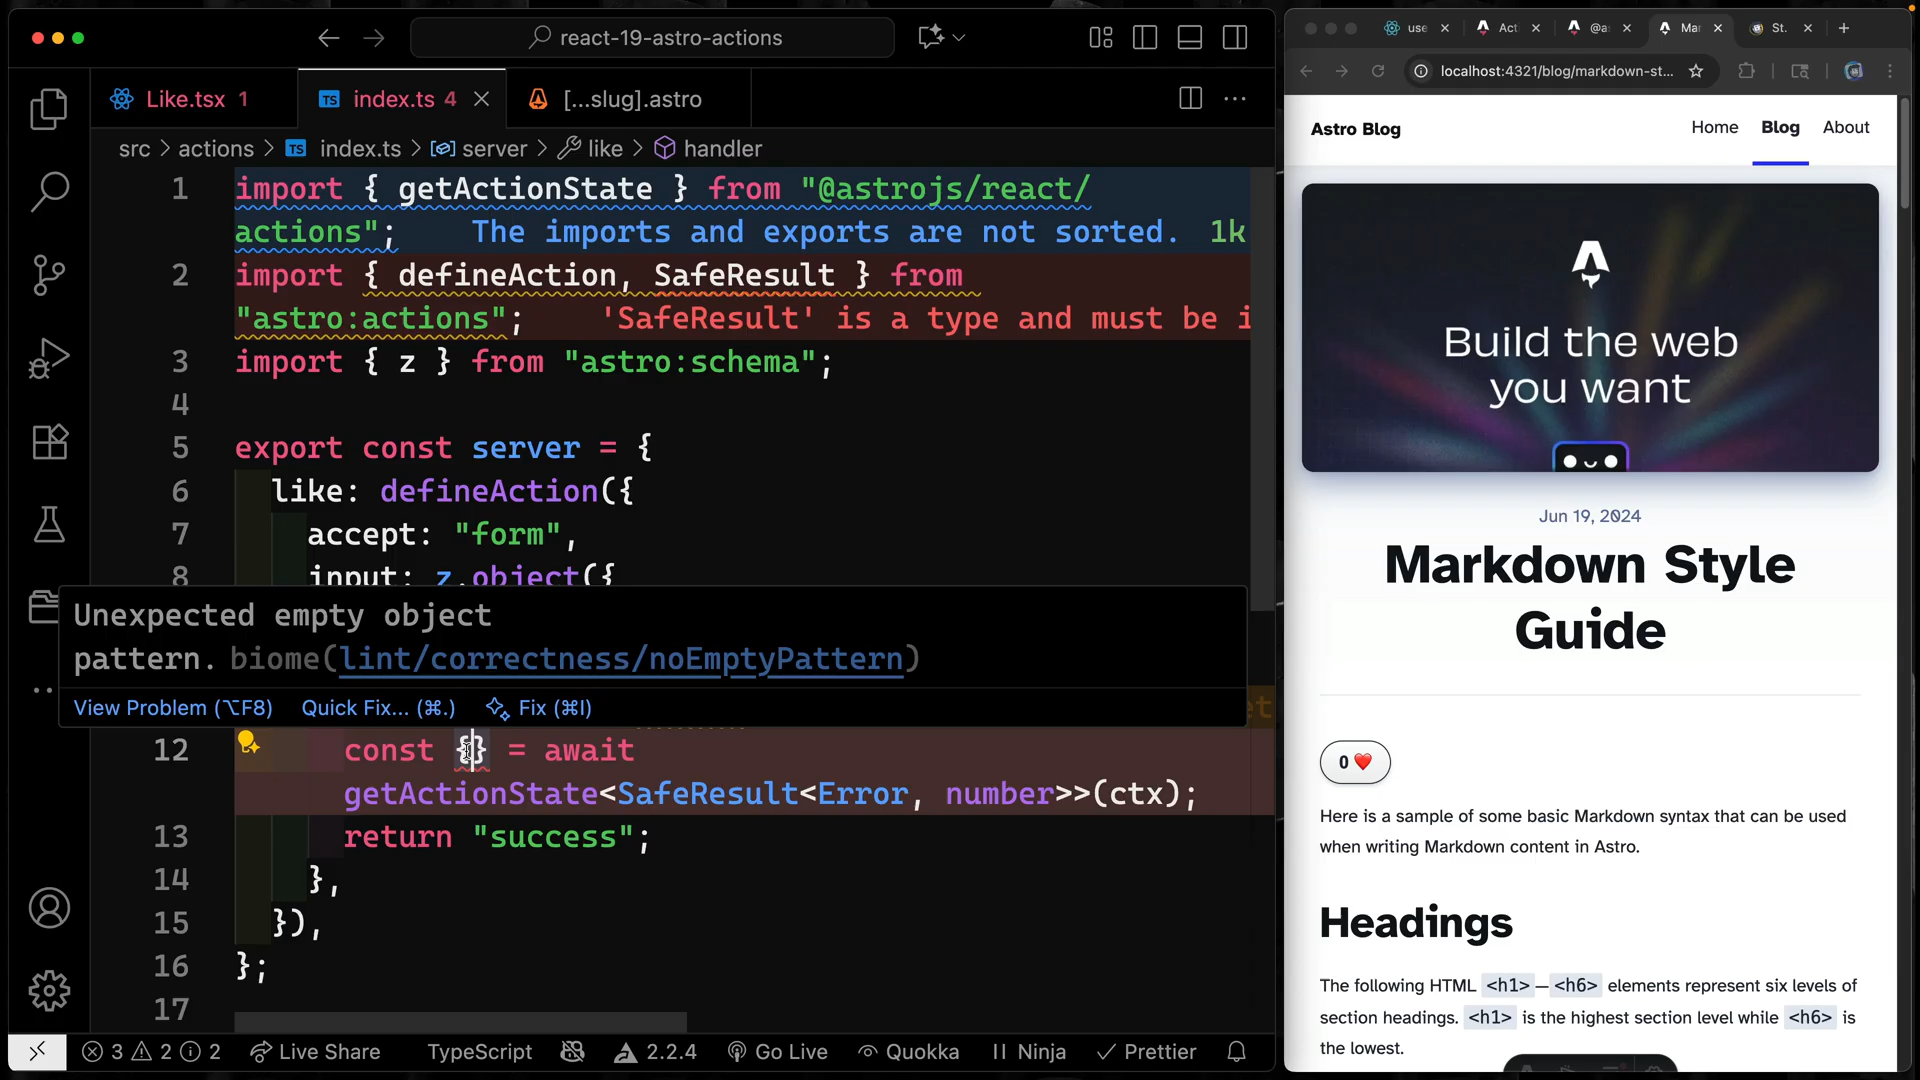 react-19-astro-actions
Like.tsx 1
index.ts 4
[...slug].astro
src > actions > TS index.ts > server > like > handler
1 import { getActionState } from "@astrojs/react/
actions"; The imports and exports are not sorted. 1k
2 import { defineAction, SafeResult } from
"astro:actions"; 'SafeResult' is a type and must be i
3 import { z } from "astro:schema";
4
5 export const server = {
6 like: defineAction({
7 accept: "form",
8 input: z.object({
Unexpected empty object
pattern. biome(lint/correctness/noEmptyPattern)
View Problem (⌥F8) Quick Fix... (⌘.) Fix (⌘I)
et
12 const {} = await
getActionState<SafeResult<Error, number>>(ctx);
13 return "success";
14 },
15 }),
16 };
17
3 2 2 Live Share TypeScript 2.2.4 Go Live Quokka Ninja Prettier
use
Act
@a
Mar
St.
localhost:4321/blog/markdown-st...
Astro Blog
Home Blog About
Build the web
you want
Jun 19, 2024
Markdown Style
Guide
0 ❤️
Here is a sample of some basic Markdown syntax that can be used
when writing Markdown content in Astro.
Headings
The following HTML <h1>—<h6> elements represent six levels of
section headings. <h1> is the highest section level while <h6> is
the lowest.